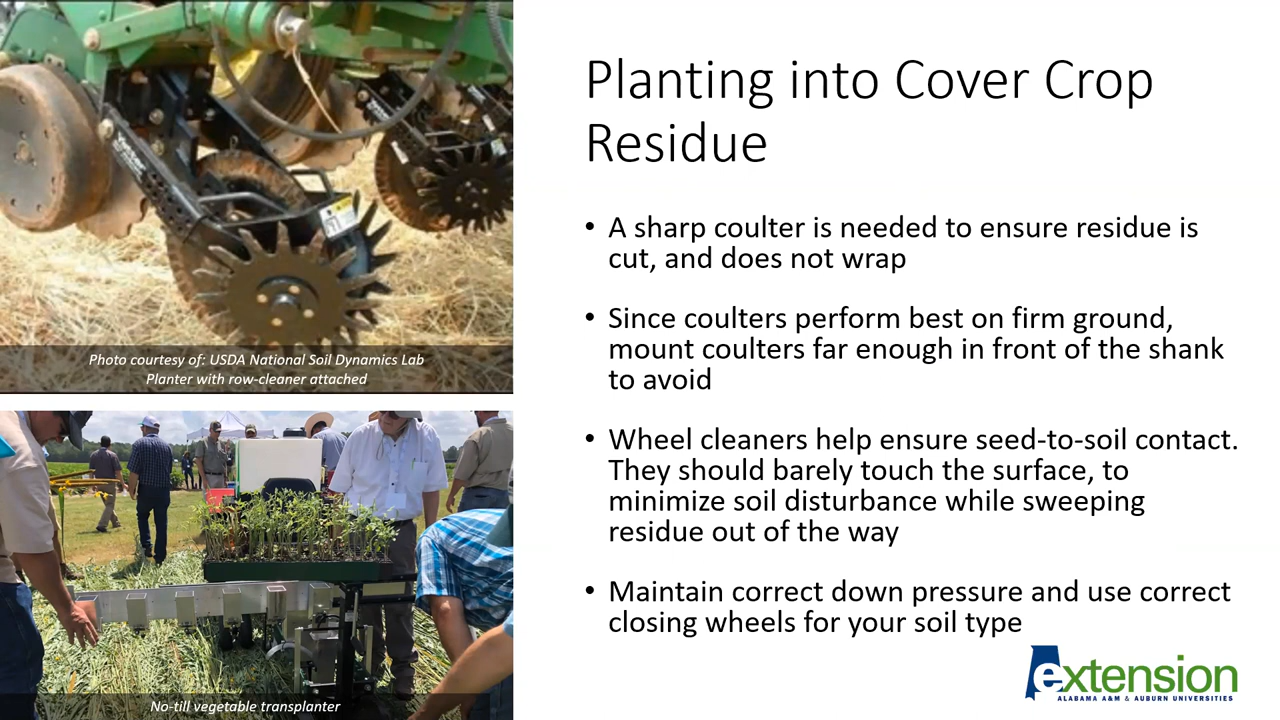 Planting into Cover Crop
Residue
• A sharp coulter is needed to ensure residue is
cut, and does not wrap
• Since coulters perform best on firm ground,
mount coulters far enough in front of the shank
to avoid
• Wheel cleaners help ensure seed-to-soil contact.
They should barely touch the surface, to
minimize soil disturbance while sweeping
residue out of the way
• Maintain correct down pressure and use correct
closing wheels for your soil type
Photo courtesy of: USDA National Soil Dynamics Lab
Planter with row-cleaner attached
No-till vegetable transplanter
extension
ALABAMA A&M & AUBURN UNIVERSITIES